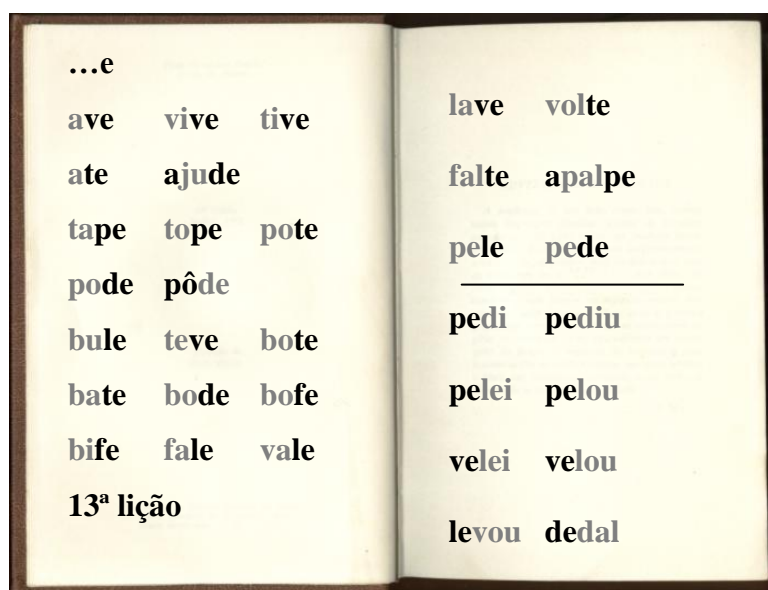 …e
ave vive tive
ate ajude
tape tope pote
pode pôde
bule teve bote
bate bode bofe
bife fale vale
13ª lição
lave volte
falte apalpe
pele pede
pedi pediu
pelei pelou
velei velou
levou dedal